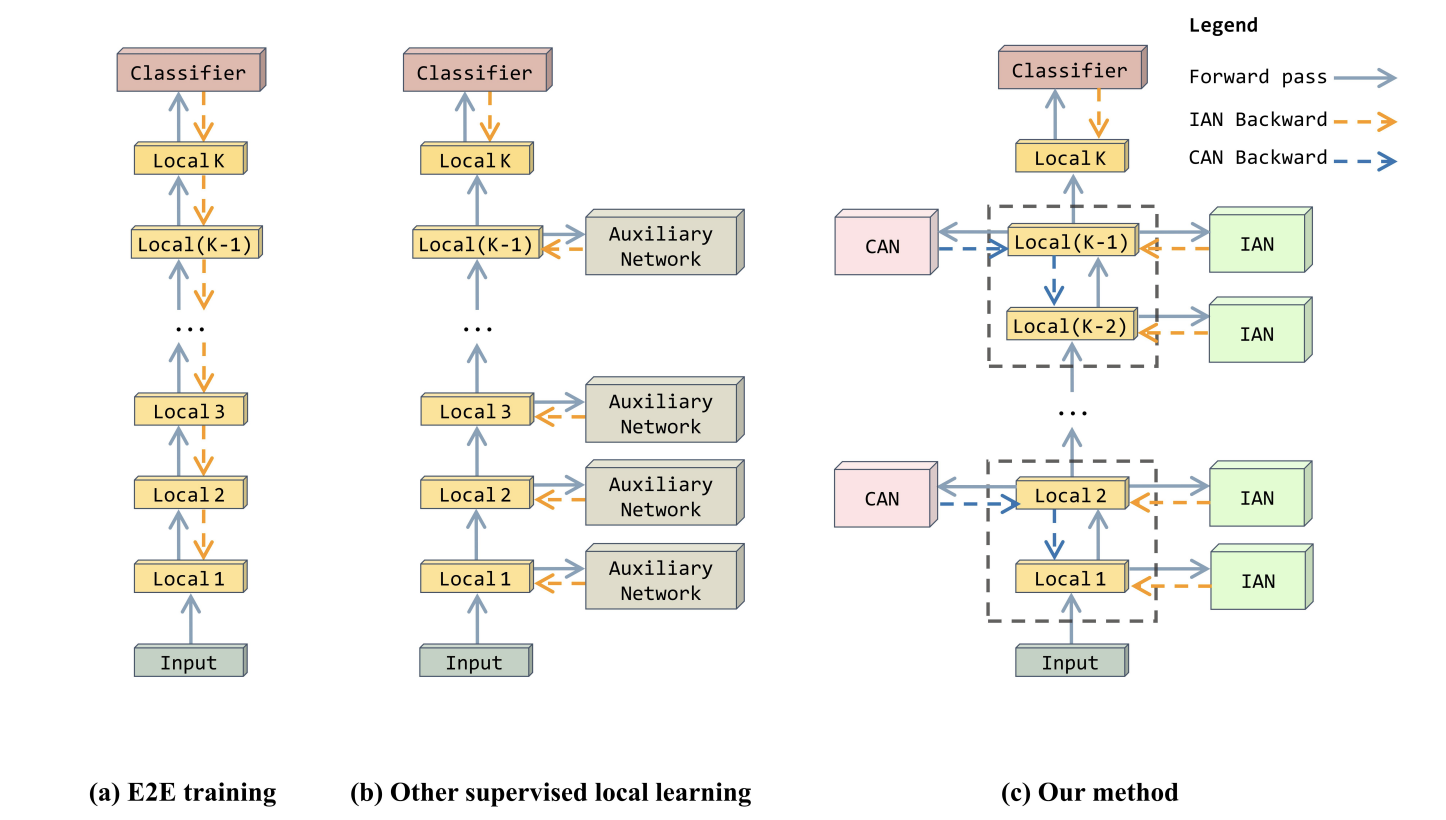 Classifier
Local K
Local(K-1)
...
Local 3
Local 2
Local 1
Input
(a) E2E training
Classifier
Local K
Local(K-1)
Auxiliary
Network
...
Local 3
Auxiliary
Network
Local 2
Auxiliary
Network
Local 1
Auxiliary
Network
Input
(b) Other supervised local learning
Legend
Forward pass
IAN Backward
CAN Backward
Classifier
Local K
CAN
Local(K-1)
IAN
Local(K-2)
IAN
...
CAN
Local 2
IAN
Local 1
IAN
Input
(c) Our method